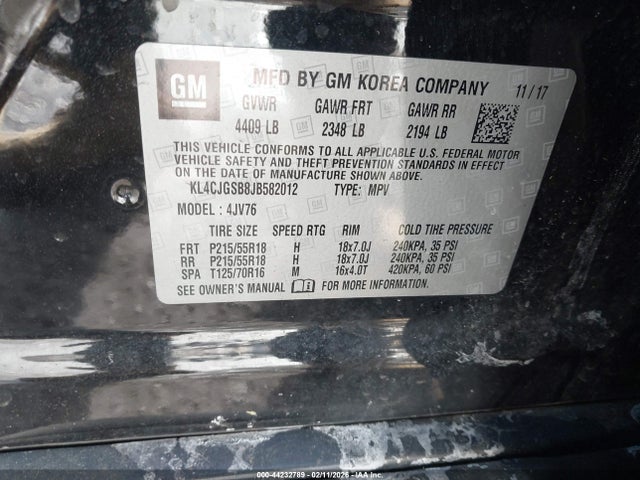 GM
MFD BY GM KOREA COMPANY 11/17
GVWR GAWR FRT GAWR RR
4409 LB 2348 LB 2194 LB
THIS VEHICLE CONFORMS TO ALL APPLICABLE U.S. FEDERAL MOTOR
VEHICLE SAFETY AND THEFT PREVENTION STANDARDS IN EFFECT
ON THE DATE OF MANUFACTURE SHOWN ABOVE.
KL4CJGSB8JB582012 TYPE: MPV
MODEL: 4JV76
TIRE SIZE SPEED RTG RIM COLD TIRE PRESSURE
FRT P215/55R18 H 18x7.0J 240KPA, 35 PSI
RR P215/55R18 H 18x7.0J 240KPA, 35 PSI
SPA T125/70R16 M 16x4.0T 420KPA, 60 PSI
SEE OWNER'S MANUAL FOR MORE INFORMATION.
000-44232789 - 02/11/2026 - IAA Inc.